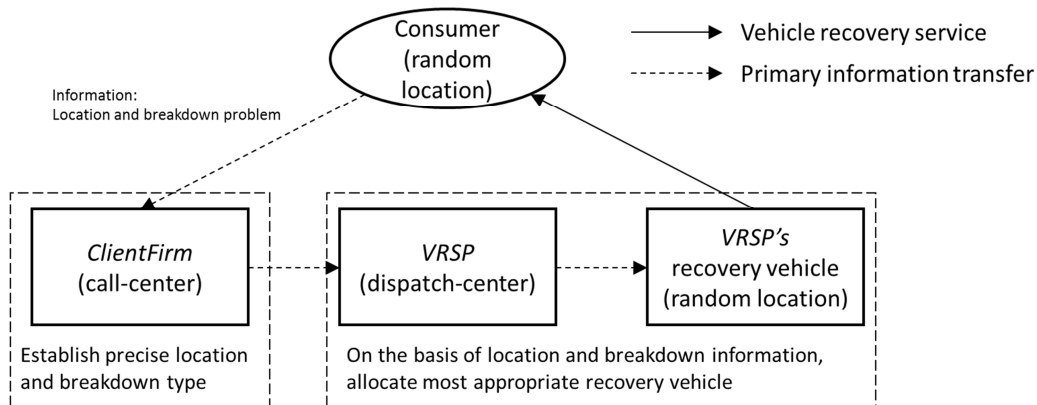 Consumer
(random
location)
Vehicle recovery service
Primary information transfer
Information:
Location and breakdown problem
ClientFirm
(call-center)
VRSP
(dispatch-center)
VRSP's
recovery vehicle
(random location)
Establish precise location
and breakdown type
On the basis of location and breakdown information,
allocate most appropriate recovery vehicle